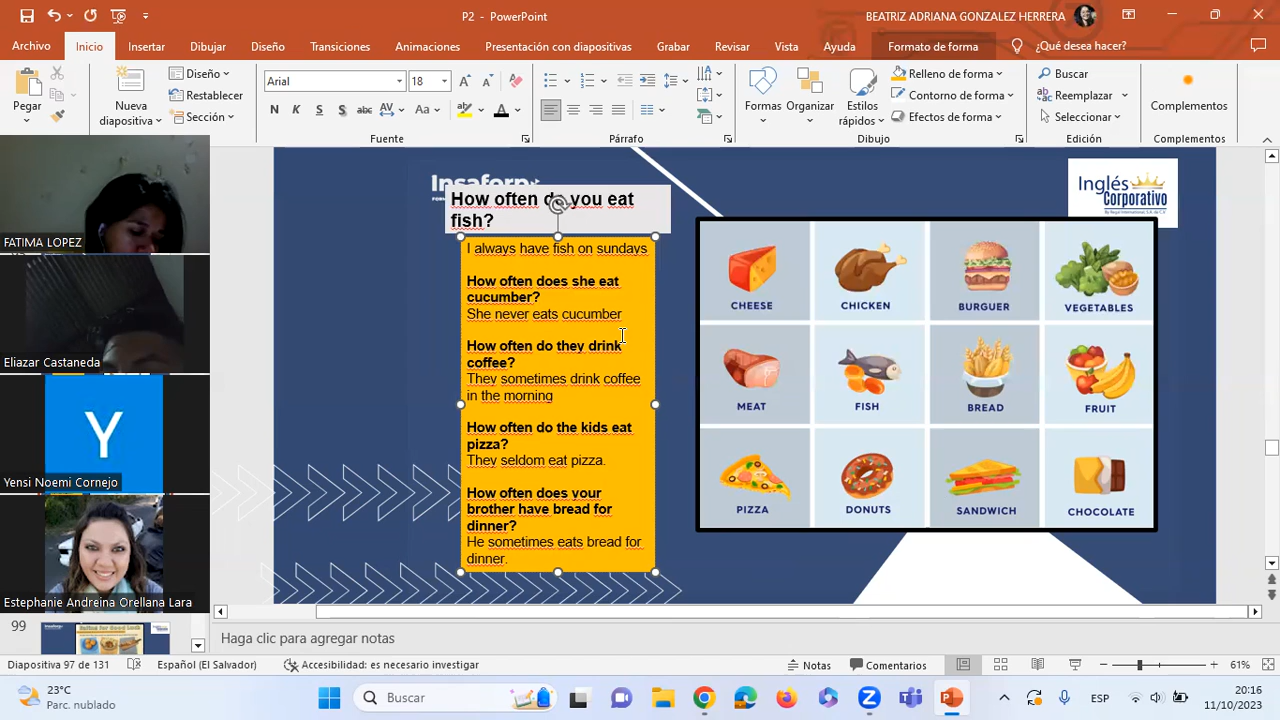 P2 - PowerPoint
BEATRIZ ADRIANA GONZALEZ HERRERA
Archivo Inicio Insertar Dibujar Diseño Transiciones Animaciones Presentación con diapositivas Grabar Revisar Vista Ayuda Formato de forma ¿Qué desea hacer?
Pegar
Nueva
diapositiva
Diseño
Restablecer
Sección
Arial
18
N K S S abc AV Aa
Formas
Organizar
Estilos
rápidos
Relleno de forma
Contorno de forma
Efectos de forma
Buscar
Reemplazar
Seleccionar
Complementos
Fuente
Párrafo
Dibujo
Edición
Complementos
FATIMA LOPEZ
Eliazar Castaneda
Y
Yensi Noemi Cornejo
Estephanie Andreina Orellana Lara
99
Insaforp
Inglés
Corporativo
How often do you eat
fish?
I always have fish on sundays
How often does she eat
cucumber?
She never eats cucumber
How often do they drink
coffee?
They sometimes drink coffee
in the morning
How often do the kids eat
pizza?
They seldom eat pizza.
How often does your
brother have bread for
dinner?
He sometimes eats bread for
dinner.
CHEESE CHICKEN BURGUER VEGETABLES
MEAT FISH BREAD FRUIT
PIZZA DONUTS SANDWICH CHOCOLATE
Haga clic para agregar notas
Diapositiva 97 de 131
Español (El Salvador)
Accesibilidad: es necesario investigar
Notas
Comentarios
61%
23°C
Parc. nublado
Buscar
ESP
20:16
11/10/2023